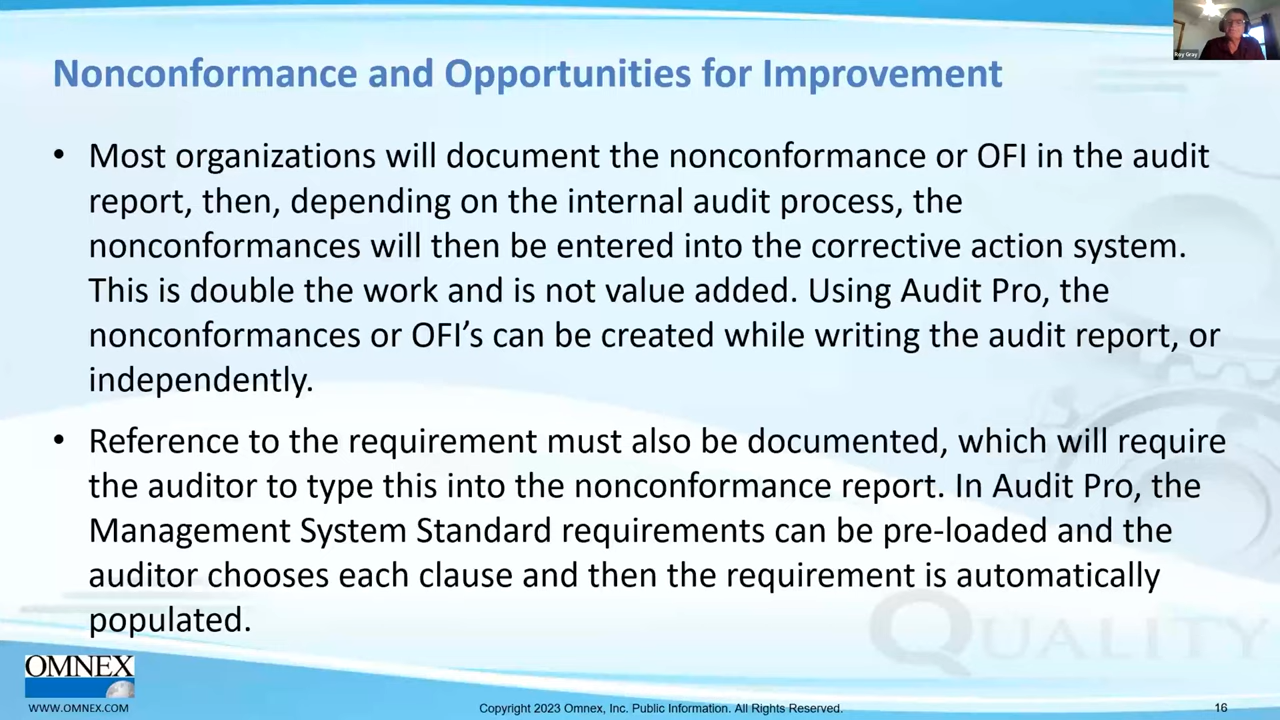 Roy Gray
Nonconformance and Opportunities for Improvement
• Most organizations will document the nonconformance or OFI in the audit
report, then, depending on the internal audit process, the
nonconformances will then be entered into the corrective action system.
This is double the work and is not value added. Using Audit Pro, the
nonconformances or OFI’s can be created while writing the audit report, or
independently.
• Reference to the requirement must also be documented, which will require
the auditor to type this into the nonconformance report. In Audit Pro, the
Management System Standard requirements can be pre-loaded and the
auditor chooses each clause and then the requirement is automatically
populated.
QUALITY
OMNEX
WWW.OMNEX.COM
Copyright 2023 Omnex, Inc. Public Information. All Rights Reserved.
16